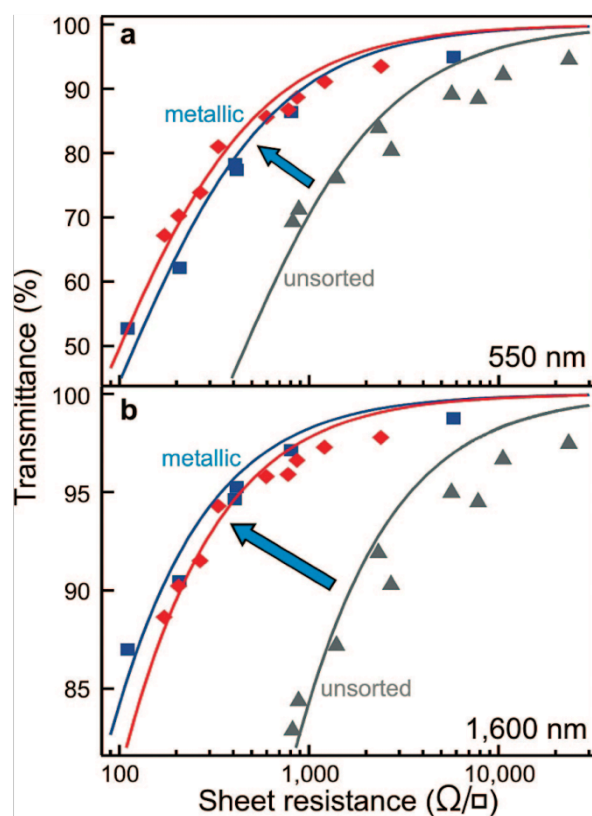 a
100
90
80
70
60
50
metallic
unsorted
550 nm
Transmittance (%)
b
100
95
90
85
metallic
unsorted
1,600 nm
100
1,000
10,000
Sheet resistance (Ω/□)